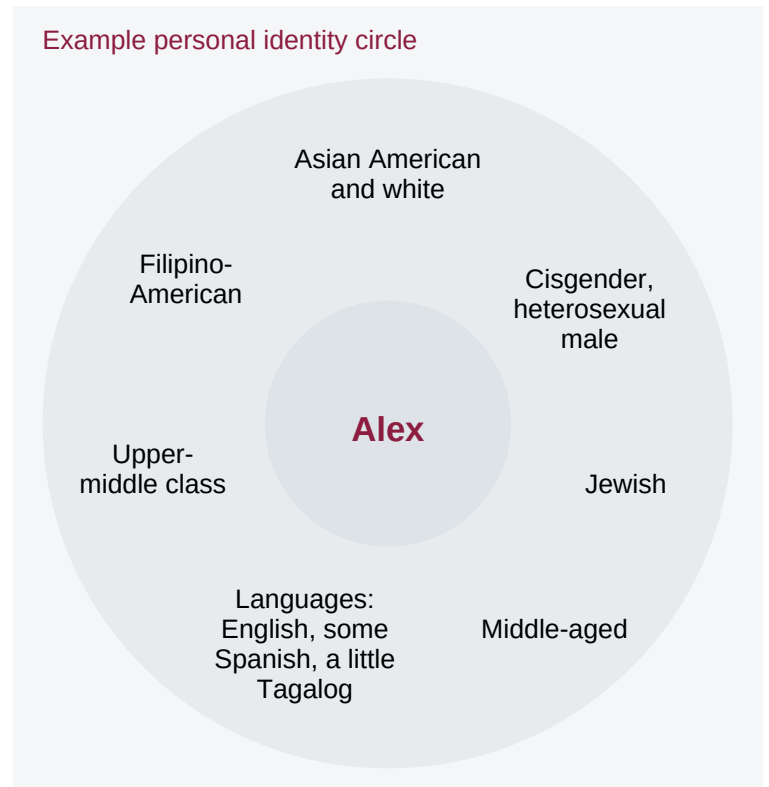 Example personal identity circle
Asian American
and white
Filipino-
American
Cisgender,
heterosexual
male
Alex
Upper-
middle class
Jewish
Languages:
English, some
Spanish, a little
Tagalog
Middle-aged